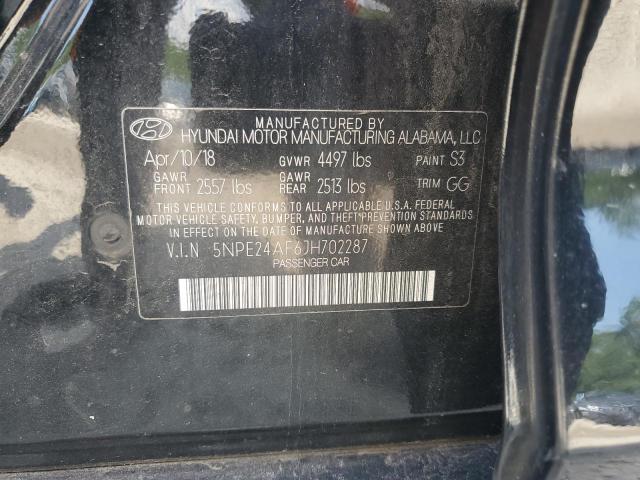 MANUFACTURED BY
HYUNDAI MOTOR MANUFACTURING ALABAMA, LLC
Apr/10/18 GVWR 4497 lbs PAINT S3
GAWR FRONT 2557 lbs GAWR REAR 2513 lbs TRIM GG
THIS VEHICLE CONFORMS TO ALL APPLICABLE U.S.A. FEDERAL
MOTOR VEHICLE SAFETY, BUMPER, AND THEFT PREVENTION STANDARDS
IN EFFECT ON THE DATE OF MANUFACTURE SHOWN ABOVE.
V.I.N 5NPE24AF6JH702287
PASSENGER CAR